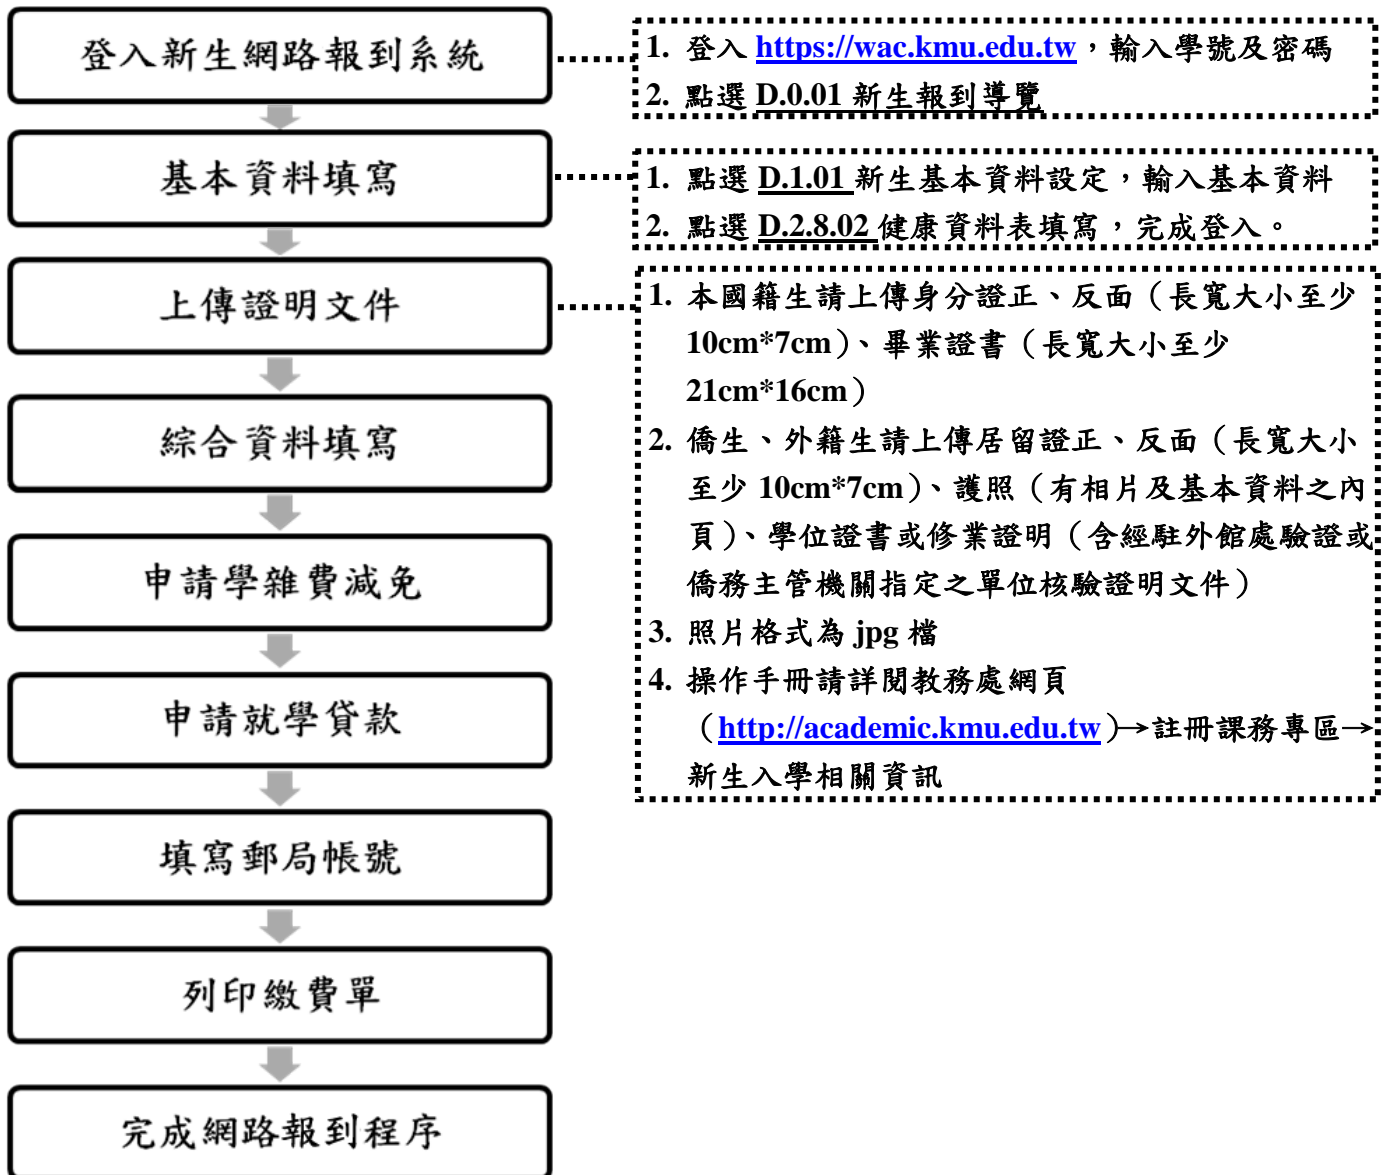 登入新生網路報到系統
1. 登入 https://wac.kmu.edu.tw，輸入學號及密碼
2. 點選 D.0.01 新生報到導覽
基本資料填寫
1. 點選 D.1.01 新生基本資料設定，輸入基本資料
2. 點選 D.2.8.02 健康資料表填寫，完成登入。
上傳證明文件
1. 本國籍生請上傳身分證正、反面（長寬大小至少
10cm*7cm）、畢業證書（長寬大小至少
21cm*16cm）
2. 僑生、外籍生請上傳居留證正、反面（長寬大小
至少 10cm*7cm）、護照（有相片及基本資料之內
頁）、學位證書或修業證明（含經駐外館處驗證或
僑務主管機關指定之單位核驗證明文件）
3. 照片格式為 jpg 檔
4. 操作手冊請詳閱教務處網頁
（http://academic.kmu.edu.tw）→註冊課務專區→
新生入學相關資訊
綜合資料填寫
申請學雜費減免
申請就學貸款
填寫郵局帳號
列印繳費單
完成網路報到程序